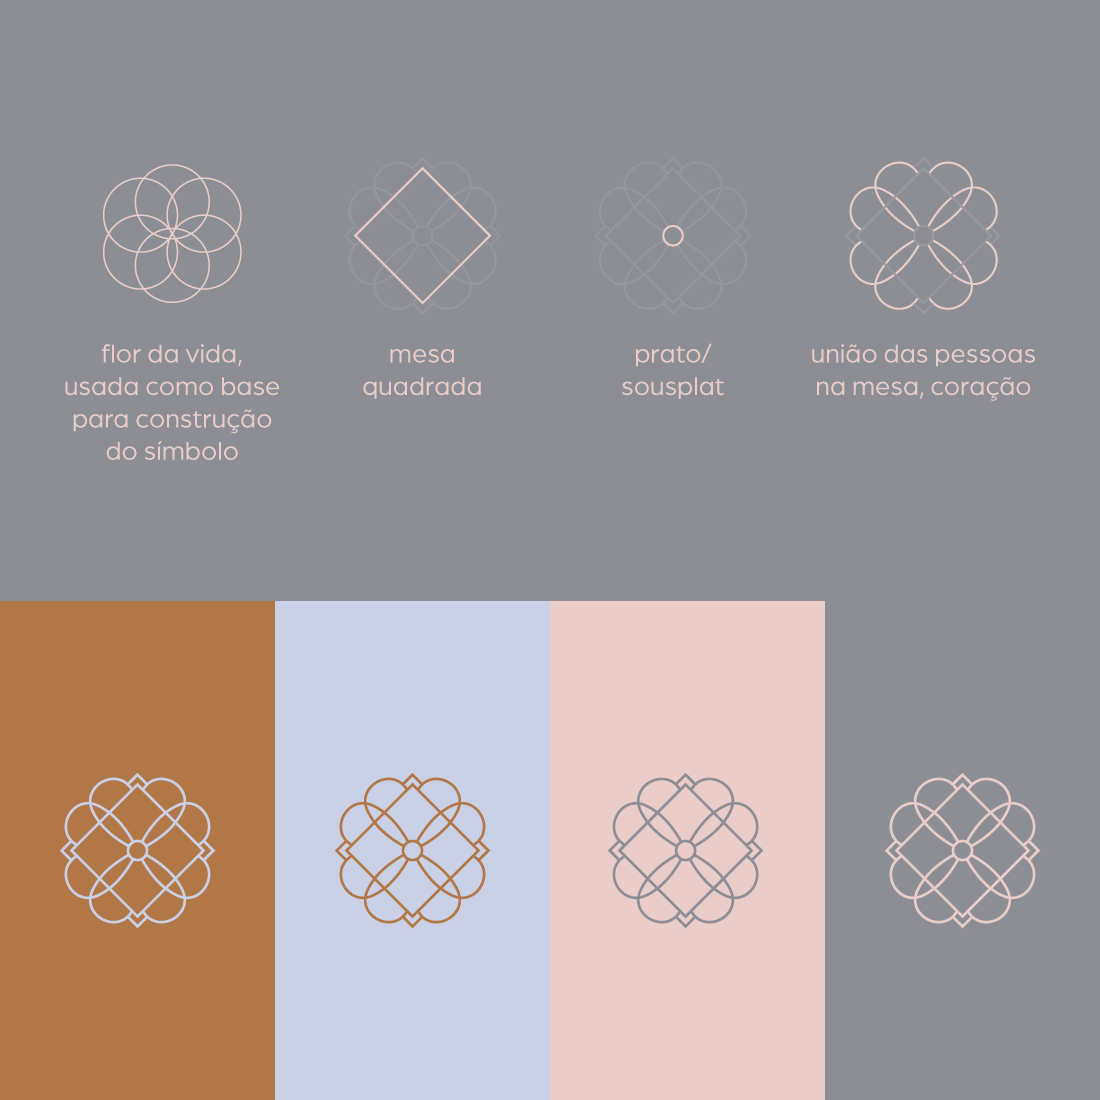 flor da vida,
usada como base
para construção
do símbolo
mesa
quadrada
prato/
sousplat
união das pessoas
na mesa, coração